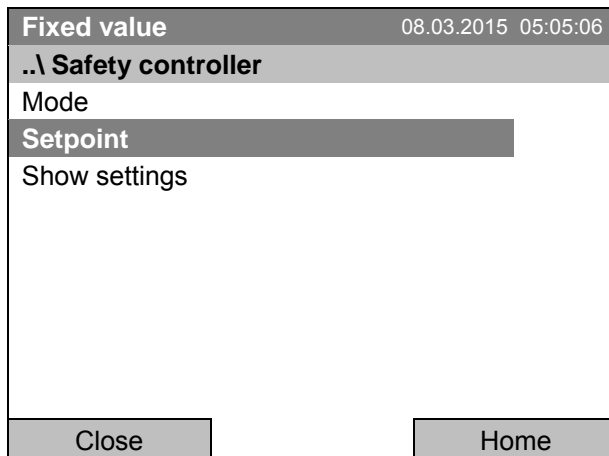 Fixed value 08.03.2015 05:05:06
..\ Safety controller
Mode
Setpoint
Show settings
Close Home